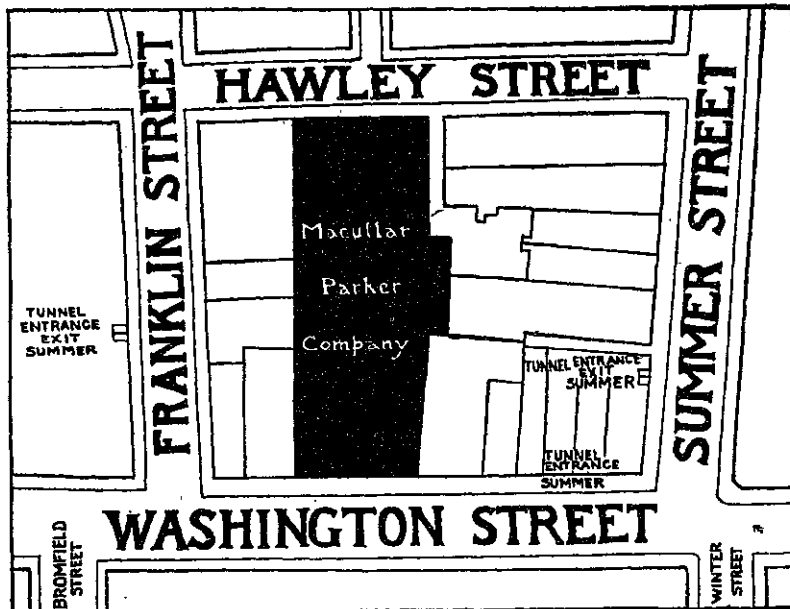 HAWLEY STREET
FRANKLIN STREET
SUMMER STREET
Macullar
Parker
Company
TUNNEL
ENTRANCE
EXIT
SUMMER
TUNNEL ENTRANCE
EXIT
SUMMER
TUNNEL
ENTRANCE
SUMMER
WASHINGTON STREET
BROMFIELD
STREET
WINTER
STREET